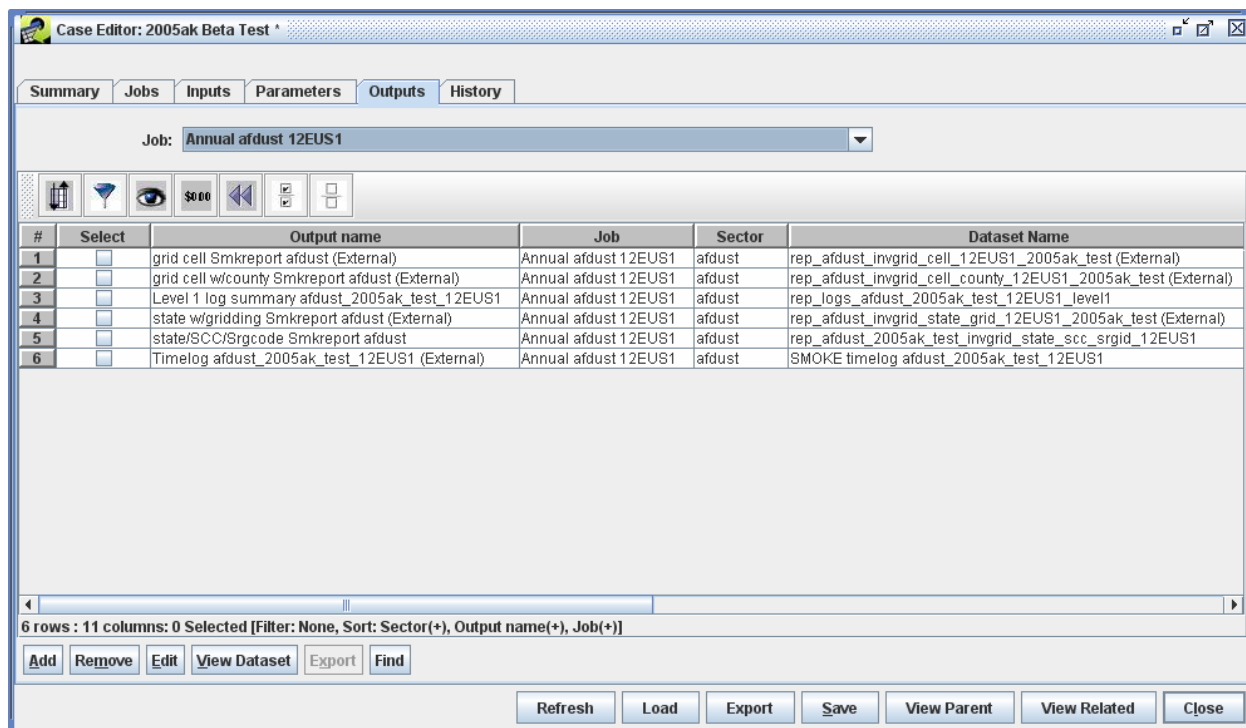 Case Editor: 2005ak Beta Test *
Summary Jobs Inputs Parameters Outputs History
Job: Annual afdust 12EUS1
$0.00
# Select Output name Job Sector Dataset Name
1 grid cell Smkreport afdust (External) Annual afdust 12EUS1 afdust rep_afdust_invgrid_cell_12EUS1_2005ak_test (External)
2 grid cell w/county Smkreport afdust (External) Annual afdust 12EUS1 afdust rep_afdust_invgrid_cell_county_12EUS1_2005ak_test (External)
3 Level 1 log summary afdust_2005ak_test_12EUS1 Annual afdust 12EUS1 afdust rep_logs_afdust_2005ak_test_12EUS1_level1
4 state w/gridding Smkreport afdust (External) Annual afdust 12EUS1 afdust rep_afdust_invgrid_state_grid_12EUS1_2005ak_test (External)
5 state/SCC/Srgcode Smkreport afdust Annual afdust 12EUS1 afdust rep_afdust_2005ak_test_invgrid_state_scc_srgid_12EUS1
6 Timelog afdust_2005ak_test_12EUS1 (External) Annual afdust 12EUS1 afdust SMOKE timelog afdust_2005ak_test_12EUS1
6 rows : 11 columns: 0 Selected [Filter: None, Sort: Sector(+), Output name(+), Job(+)]
Add Remove Edit View Dataset Export Find
Refresh Load Export Save View Parent View Related Close